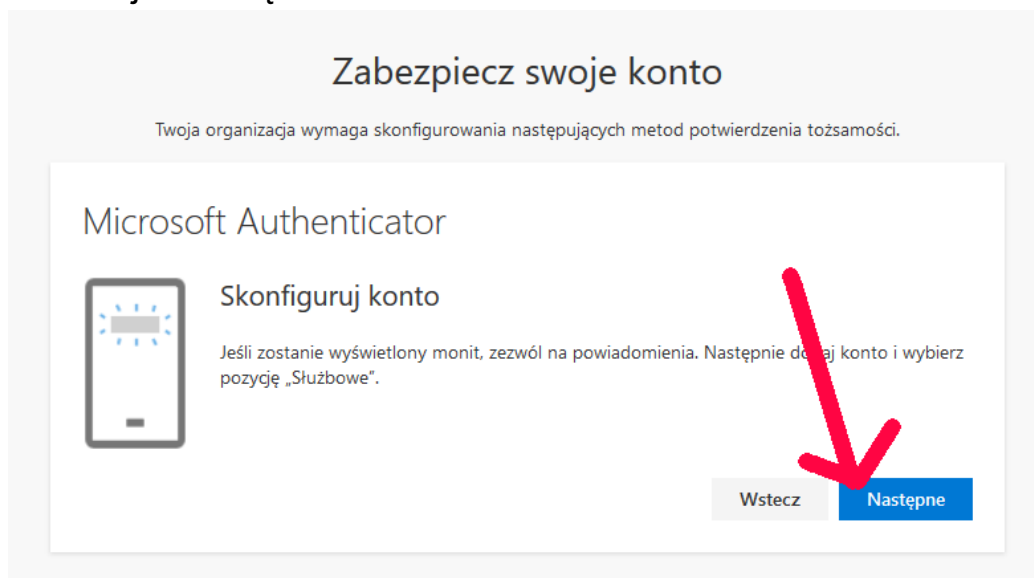 Zabezpiecz swoje konto
Twoja organizacja wymaga skonfigurowania następujących metod potwierdzenia tożsamości.
Microsoft Authenticator
Skonfiguruj konto
Jeśli zostanie wyświetlony monit, zezwól na powiadomienia. Następnie dodaj konto i wybierz
pozycję „Służbowe”.
Wstecz
Następne